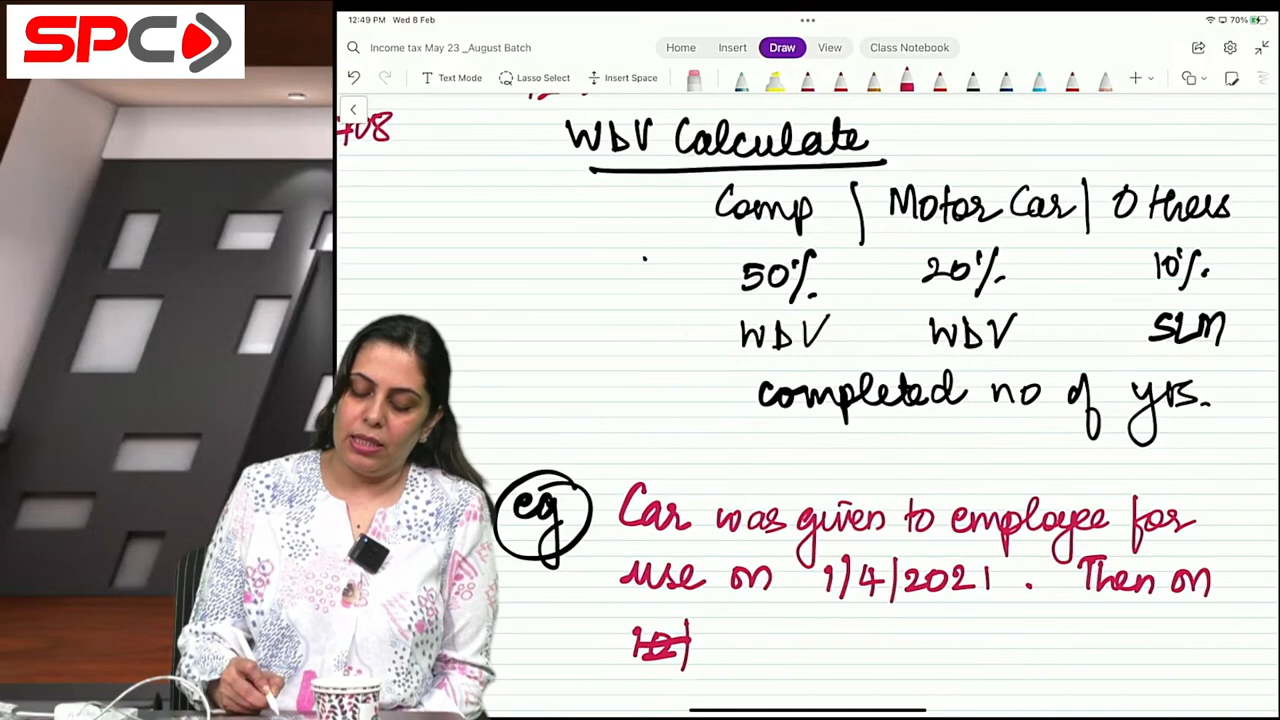 SPC
12:49 PM Wed 8 Feb
70%
Income tax May 23 _August Batch
Home Insert Draw View Class Notebook
Text Mode Lasso Select Insert Space
WDV Calculate
Comp | Motor Car | Others
50% 20% 10%
WDV WDV SLM
completed no of yrs.
eg Car was given to employee for
use on 1/4/2021. Then on